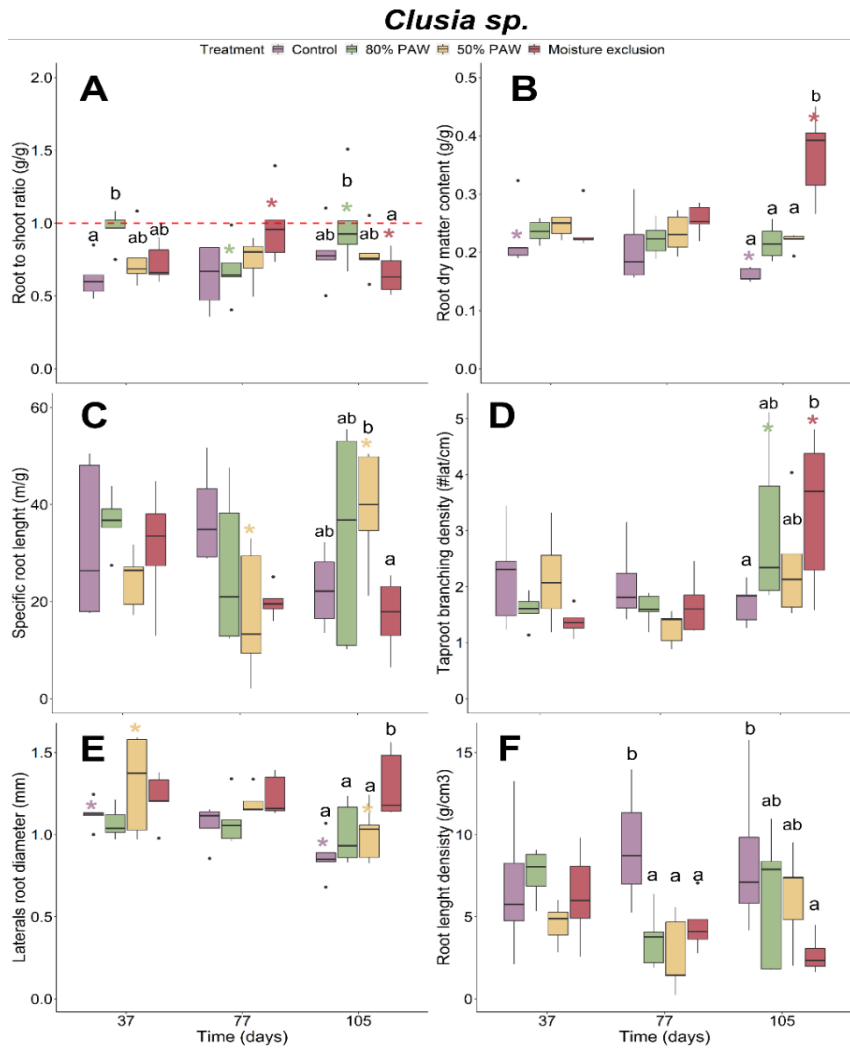 Clusia sp.
Treatment Control 80% PAW 50% PAW Moisture exclusion
A
Root to shoot ratio (g/g)
2.0
1.5
1.0
0.5
0.0
a
b
ab
ab
*
*
ab
b
*
ab
a
*
B
Root dry matter content (g/g)
0.5
0.4
0.3
0.2
0.1
0.0
*
a
*
a
a
b
*
C
Specific root lenght (m/g)
60
40
20
0
*
ab
ab
b
*
a
D
Taproot branching density (#lat/cm)
5
4
3
2
1
0
a
ab
*
ab
b
*
E
Laterals root diameter (mm)
1.5
1.0
0.5
0.0
*
*
a
*
a
a
*
b
37
77
105
Time (days)
F
Root lenght densisty (g/cm3)
15
10
5
0
b
a
a
a
b
ab
ab
a
37
77
105
Time (days)